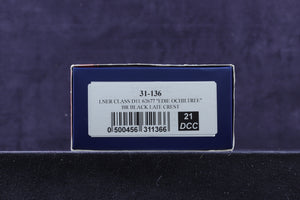 31-136
LNER CLASS D11 62677 "EDIE OCHILTREE"
BR BLACK LATE CREST
0 500456 311366
21
DCC